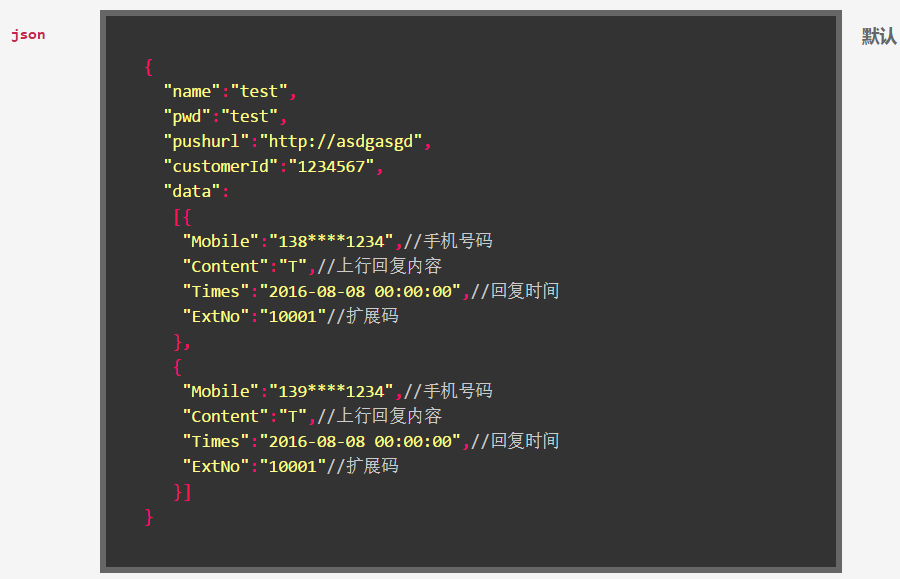 json
默认
{
"name":"test",
"pwd":"test",
"pushurl":"http://asdgasgd",
"customerId":"1234567",
"data":
[{
"Mobile":"138****1234",//手机号码
"Content":"T",//上行回复内容
"Times":"2016-08-08 00:00:00",//回复时间
"ExtNo":"10001"//扩展码
},
{
"Mobile":"139****1234",//手机号码
"Content":"T",//上行回复内容
"Times":"2016-08-08 00:00:00",//回复时间
"ExtNo":"10001"//扩展码
}]
}